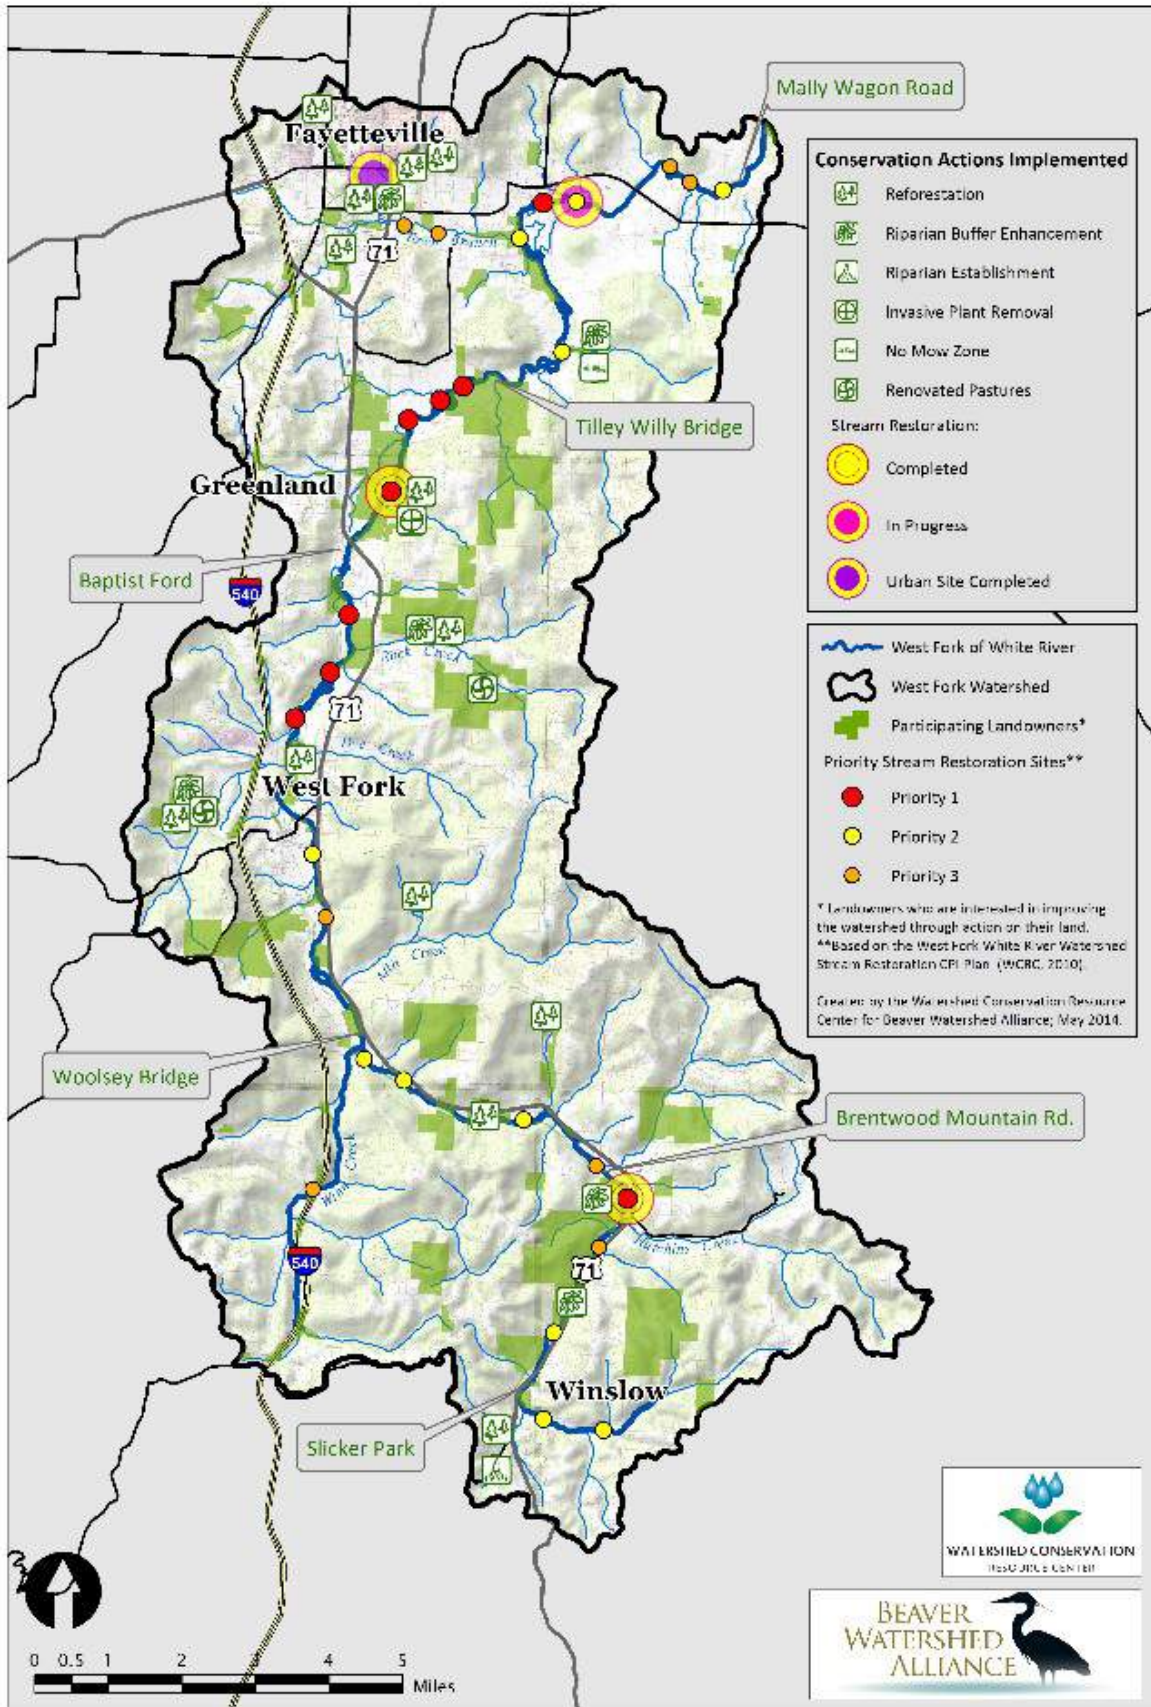 Mally Wagon Road
Fayetteville
71
Tilley Willy Bridge
Greenland
Baptist Ford
540
71
West Fork
Woolsey Bridge
Brentwood Mountain Rd.
540
71
Winslow
Slicker Park
Conservation Actions Implemented
Reforestation
Riparian Buffer Enhancement
Riparian Establishment
Invasive Plant Removal
No Mow Zone
Renovated Pastures
Stream Restoration:
Completed
In Progress
Urban Site Completed
West Fork of White River
West Fork Watershed
Participating Landowners*
Priority Stream Restoration Sites**
Priority 1
Priority 2
Priority 3
* Landowners who are interested in improving
the watershed through action on their land.
**Based on the West Fork White River Watershed
Stream Restoration Plan (WCRC, 2010).
Created by the Watershed Conservation Resource
Center for Beaver Watershed Alliance; May 2014.
WATERSHED CONSERVATION
RESOURCE CENTER
BEAVER
WATERSHED
ALLIANCE
0 0.5 1 2 3 4 5
Miles